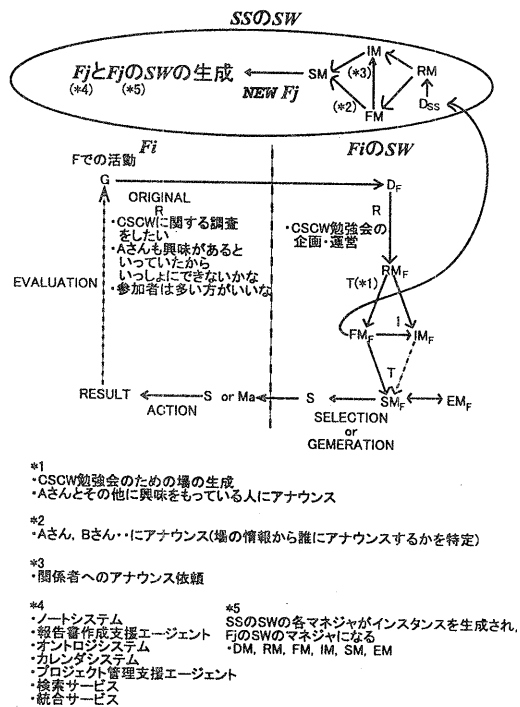 SSのSW
FjとFjのSWの生成
(*4) (*5)
NEW Fj
SM
IM
(*3)
RM
(*2)
FM
DSS
Fi
FiのSW
Fでの活動
G
DF
ORIGINAL
R
・CSCWに関する調査
をしたい
・Aさんも興味があると
いっていたから
いっしょにできないかな
・参加者は多い方がいいな
R
・CSCW勉強会の
企画・運営
EVALUATION
RMF
T(*1)
I
FMF
IMF
T
RESULT
S or Ma
S
SMF
EMF
ACTION
SELECTION
or
GEMERATION
*1
・CSCW勉強会のための場の生成
・Aさんとその他に興味をもっている人にアナウンス
*2
・Aさん, Bさん・・にアナウンス(場の情報から誰にアナウンスするかを特定)
*3
・関係者へのアナウンス依頼
*4
・ノートシステム
・報告書作成支援エージェント
・オントロジシステム
・カレンダシステム
・プロジェクト管理支援エージェント
・検索サービス
・統合サービス
*5
SSのSWの各マネジャがインスタンスを生成され,
FjのSWのマネジャになる
・DM, RM, FM, IM, SM, EM